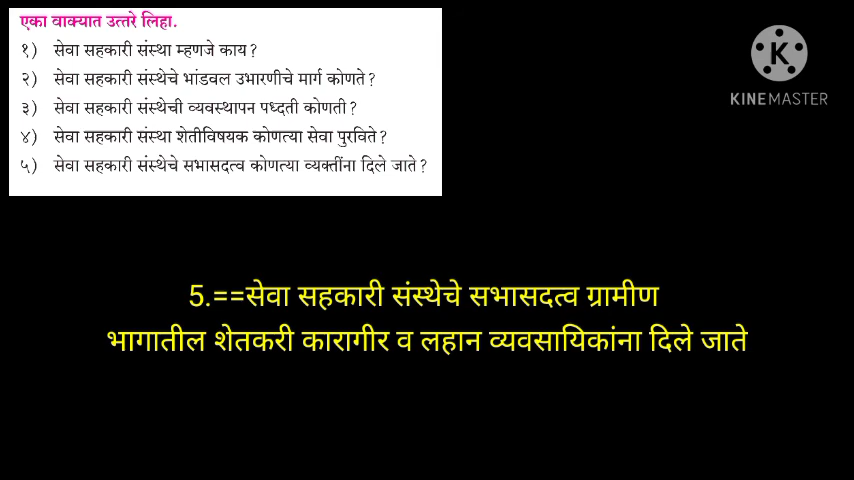 एका वाक्यात उत्तरे लिहा.
१) सेवा सहकारी संस्था म्हणजे काय?
२) सेवा सहकारी संस्थेचे भांडवल उभारणीचे मार्ग कोणते?
३) सेवा सहकारी संस्थेची व्यवस्थापन पध्दती कोणती?
४) सेवा सहकारी संस्था शेतीविषयक कोणत्या सेवा पुरविते?
५) सेवा सहकारी संस्थेचे सभासदत्व कोणत्या व्यक्तींना दिले जाते?
K
KINEMASTER
5.==सेवा सहकारी संस्थेचे सभासदत्व ग्रामीण
भागातील शेतकरी कारागीर व लहान व्यवसायिकांना दिले जाते